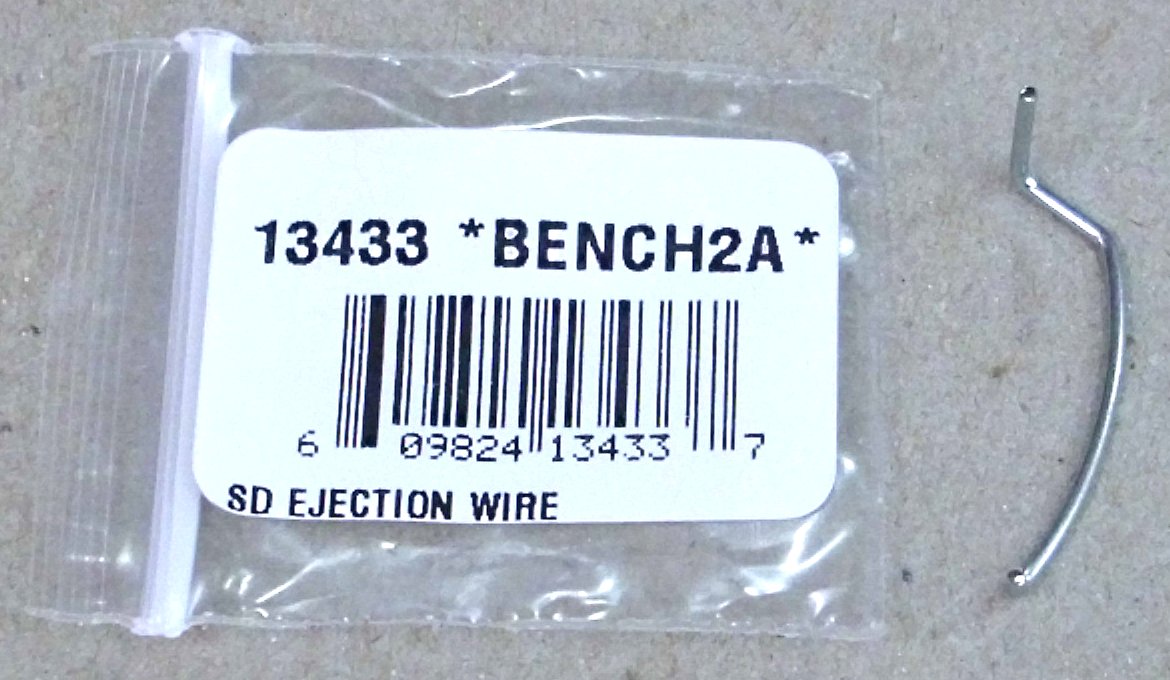 13433 *BENCH2A*
6 09824 13433 7
SD EJECTION WIRE